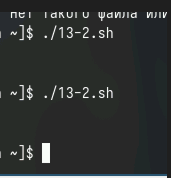 нет такого файла или
~]$ ./13-2.sh
~]$ ./13-2.sh
~]$